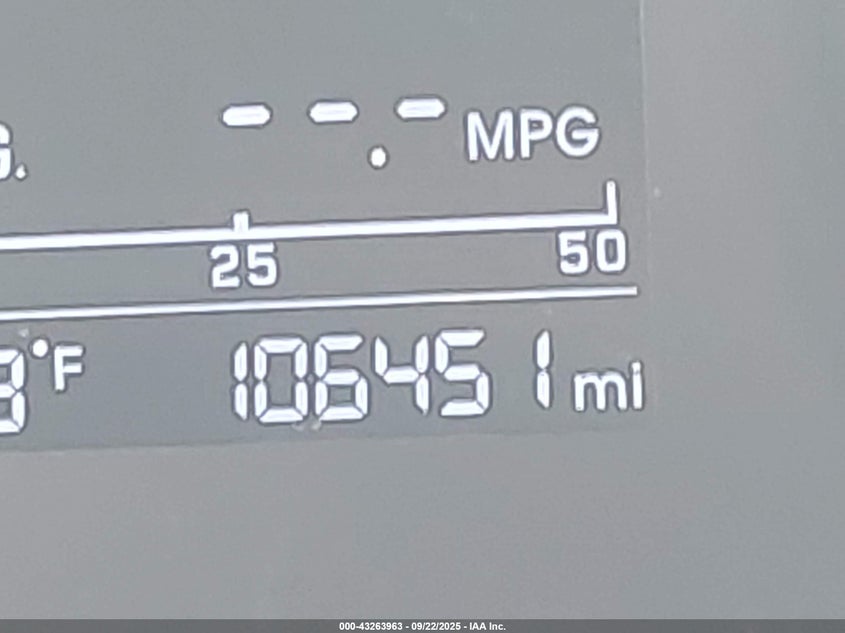 --.- MPG
G.
25 50
°F 106451 mi
000-43263963 - 09/22/2025 - IAA Inc.